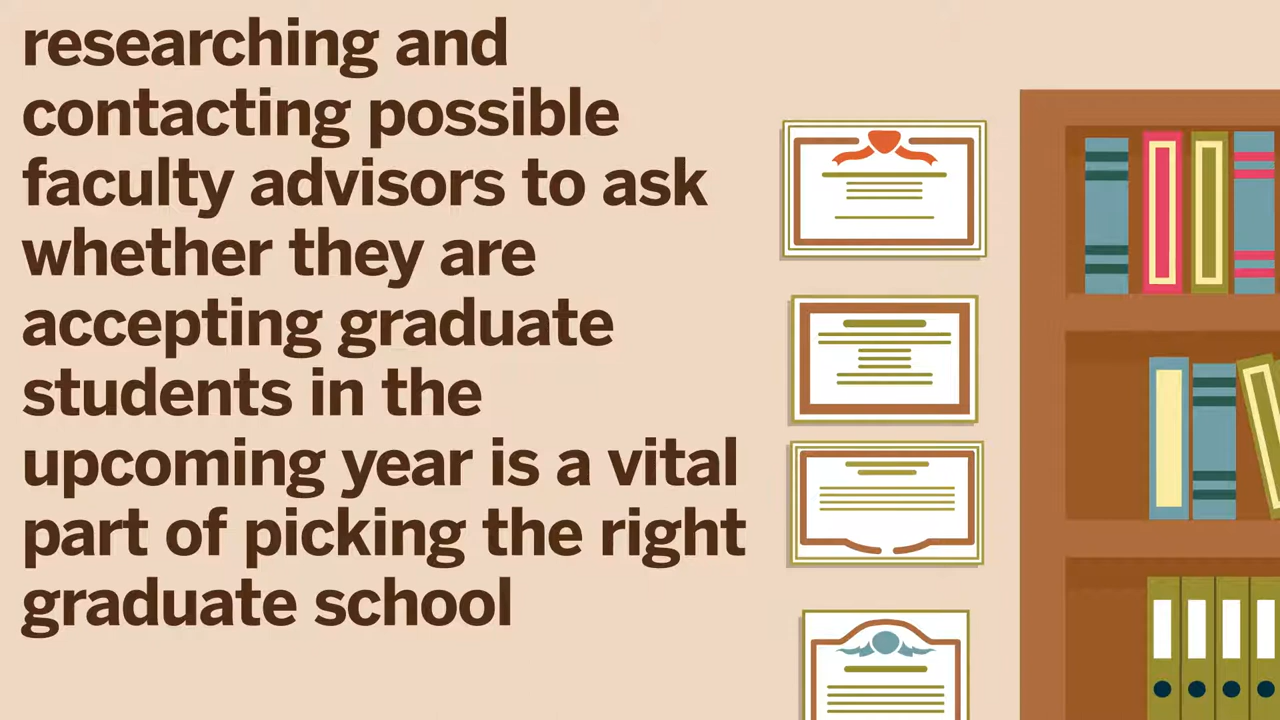 researching and
contacting possible
faculty advisors to ask
whether they are
accepting graduate
students in the
upcoming year is a vital
part of picking the right
graduate school